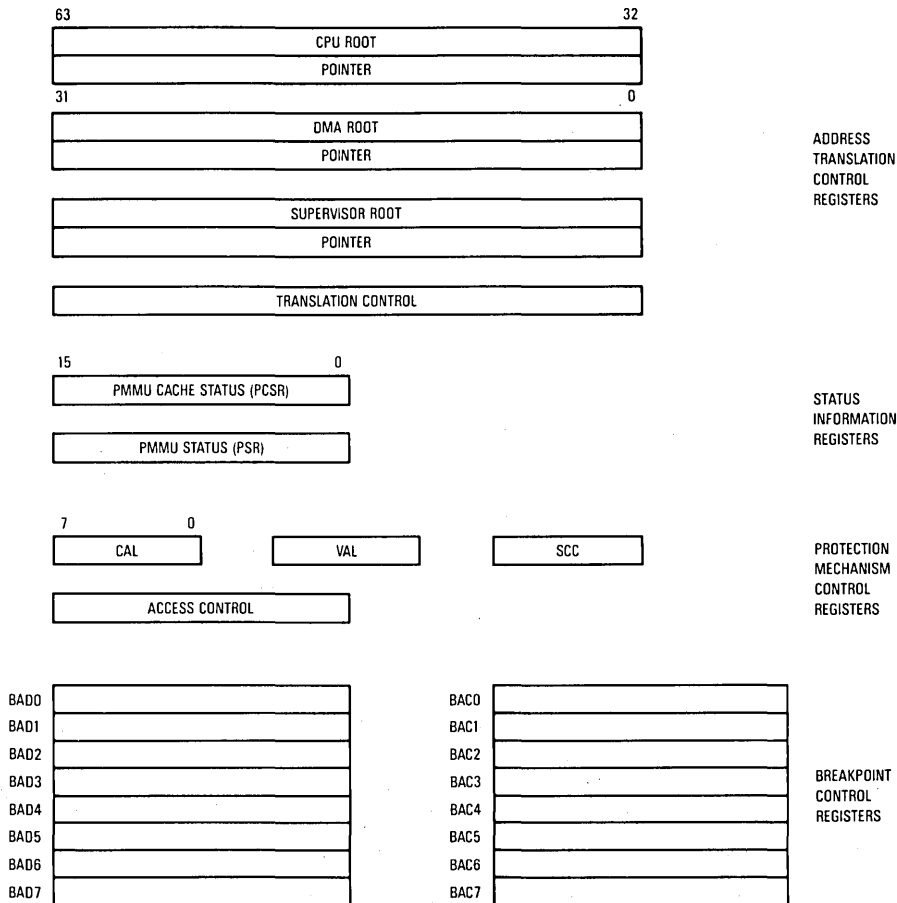 63 32
CPU ROOT
POINTER
31 0
DMA ROOT
POINTER
SUPERVISOR ROOT
POINTER
TRANSLATION CONTROL
ADDRESS
TRANSLATION
CONTROL
REGISTERS
15 0
PMMU CACHE STATUS (PCSR)
PMMU STATUS (PSR)
STATUS
INFORMATION
REGISTERS
7 0
CAL VAL SCC
ACCESS CONTROL
PROTECTION
MECHANISM
CONTROL
REGISTERS
BAD0 BAC0
BAD1 BAC1
BAD2 BAC2
BAD3 BAC3
BAD4 BAC4
BAD5 BAC5
BAD6 BAC6
BAD7 BAC7
BREAKPOINT
CONTROL
REGISTERS